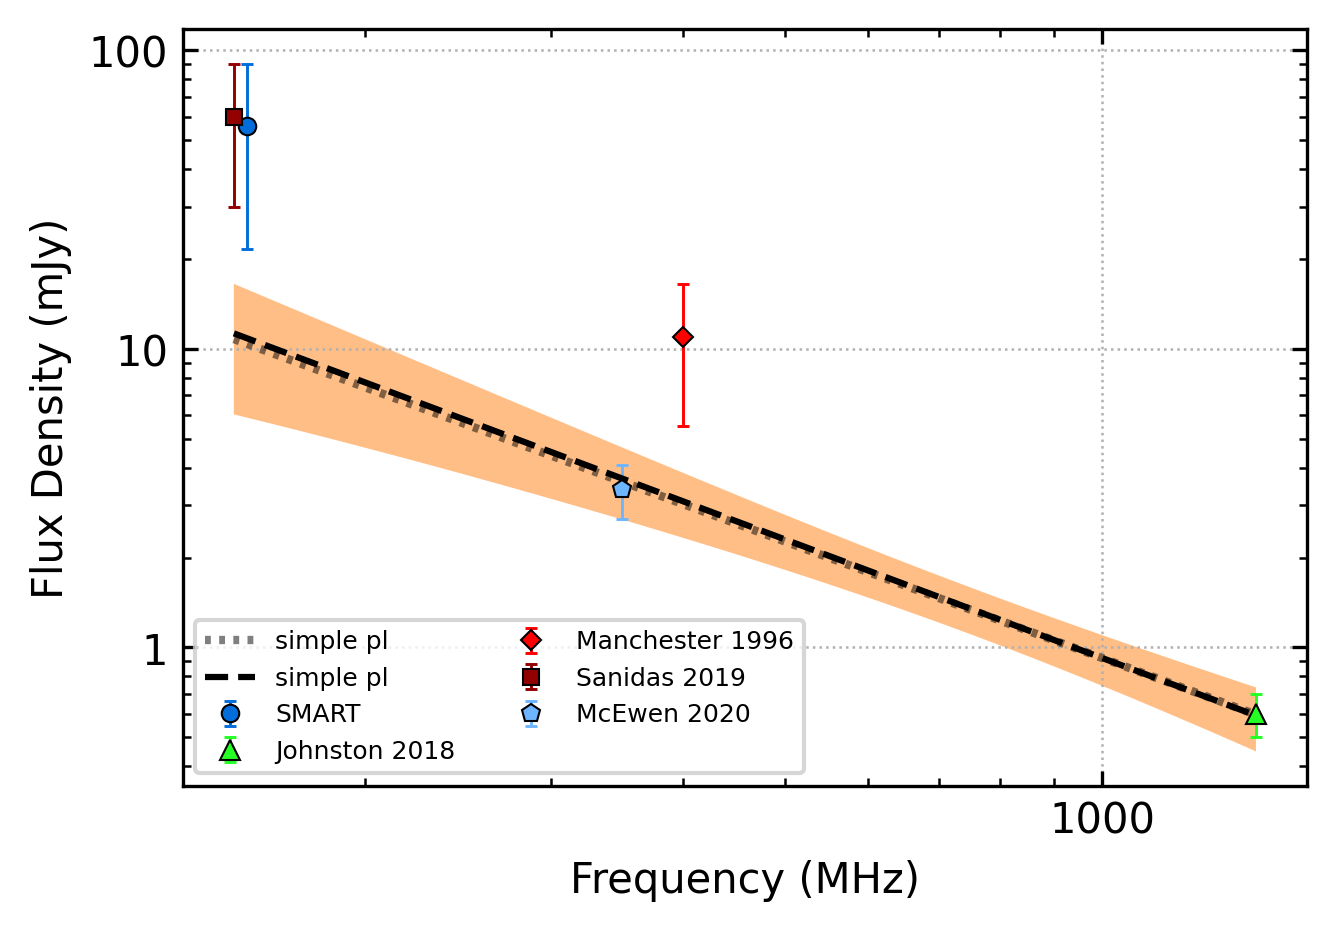 100
10
1
Flux Density (mJy)
simple pl
simple pl
SMART
Johnston 2018
Manchester 1996
Sanidas 2019
McEwen 2020
1000
Frequency (MHz)